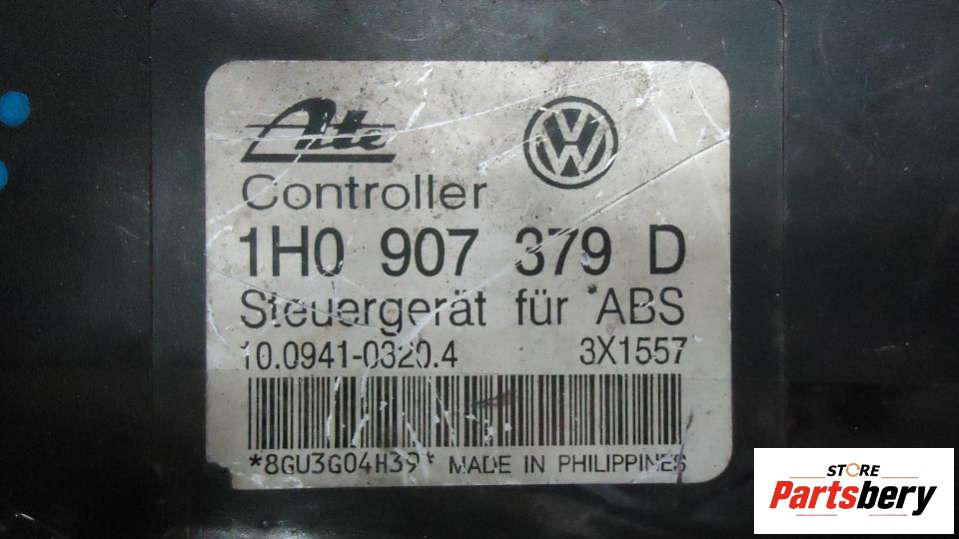 Ate
Controller
1H0 907 379 D
Steuergerät für ABS
10.0941-0320.4 3X1557
*8GU3G04H39* MADE IN PHILIPPINES
STORE
Partsbery